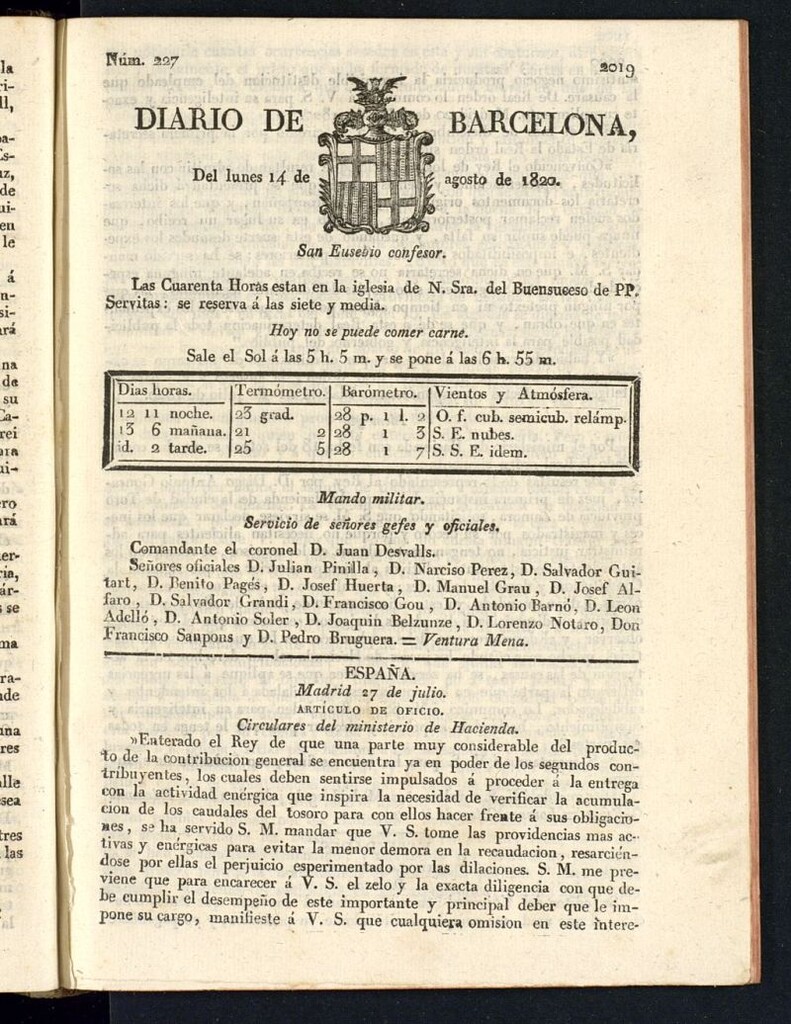 Núm. 227
2019
DIARIO DE BARCELONA,
Del lunes 14 de agosto de 1820.
San Eusebio confesor.
Las Cuarenta Horas estan en la iglesia de N. Sra. del Buensuceso de PP.
Servitas: se reserva á las siete y media.
Hoy no se puede comer carne.
Sale el Sol á las 5 h. 5 m. y se pone á las 6 h. 55 m.
Dias horas. Termómetro. Barómetro. Vientos y Atmósfera.
12 11 noche. 23 grad. 28 p. 1 l. 2 O. f. cub. semicub. relámp.
13 6 mañana. 21 2 28 1 3 S. E. nubes.
id. 2 tarde. 25 5 28 1 7 S. S. E. idem.
Mando militar.
Servicio de señores gefes y oficiales.
Comandante el coronel D. Juan Desvalls.
Señores oficiales D. Julian Pinilla, D. Narciso Perez, D. Salvador Gui-
tart, D. Benito Pagés, D. Josef Huerta, D. Manuel Grau, D. Josef Al-
faro, D. Salvador Grandi, D. Francisco Gou, D. Antonio Barnó, D. Leon
Adelló, D. Antonio Soler, D. Joaquin Belzunze, D. Lorenzo Notaro, Don
Francisco Sanpons y D. Pedro Bruguera. = Ventura Mena.
ESPAÑA.
Madrid 27 de julio.
ARTÍCULO DE OFICIO.
Circulares del ministerio de Hacienda.
»Enterado el Rey de que una parte muy considerable del produc-
to de la contribucion general se encuentra ya en poder de los segundos con-
tribuyentes, los cuales deben sentirse impulsados á proceder á la entrega
con la actividad enérgica que inspira la necesidad de verificar la acumula-
cion de los caudales del tosoro para con ellos hacer frente á sus obligacio-
nes, se ha servido S. M. mandar que V. S. tome las providencias mas ac-
tivas y enérgicas para evitar la menor demora en la recaudacion, resarcién-
dose por ellas el perjuicio esperimentado por las dilaciones. S. M. me pre-
viene que para encarecer á V. S. el zelo y la exacta diligencia con que de-
be cumplir el desempeño de este importante y principal deber que le im-
pone su cargo, manifieste á V. S. que cualquiera omision en este intere-